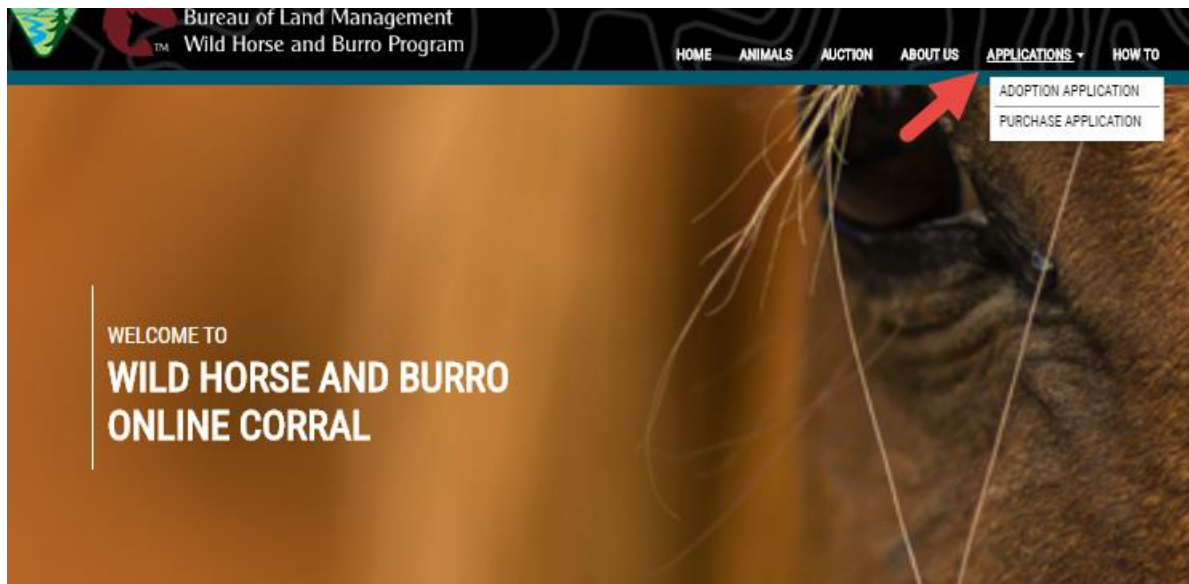 Bureau of Land Management
TM Wild Horse and Burro Program
HOME ANIMALS AUCTION ABOUT US APPLICATIONS HOW TO
ADOPTION APPLICATION
PURCHASE APPLICATION
WELCOME TO
WILD HORSE AND BURRO
ONLINE CORRAL